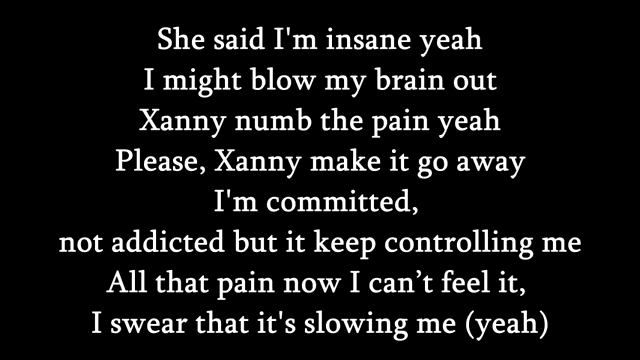 She said I'm insane yeah
I might blow my brain out
Xanny numb the pain yeah
Please, Xanny make it go away
I'm committed,
not addicted but it keep controlling me
All that pain now I can’t feel it,
I swear that it's slowing me (yeah)